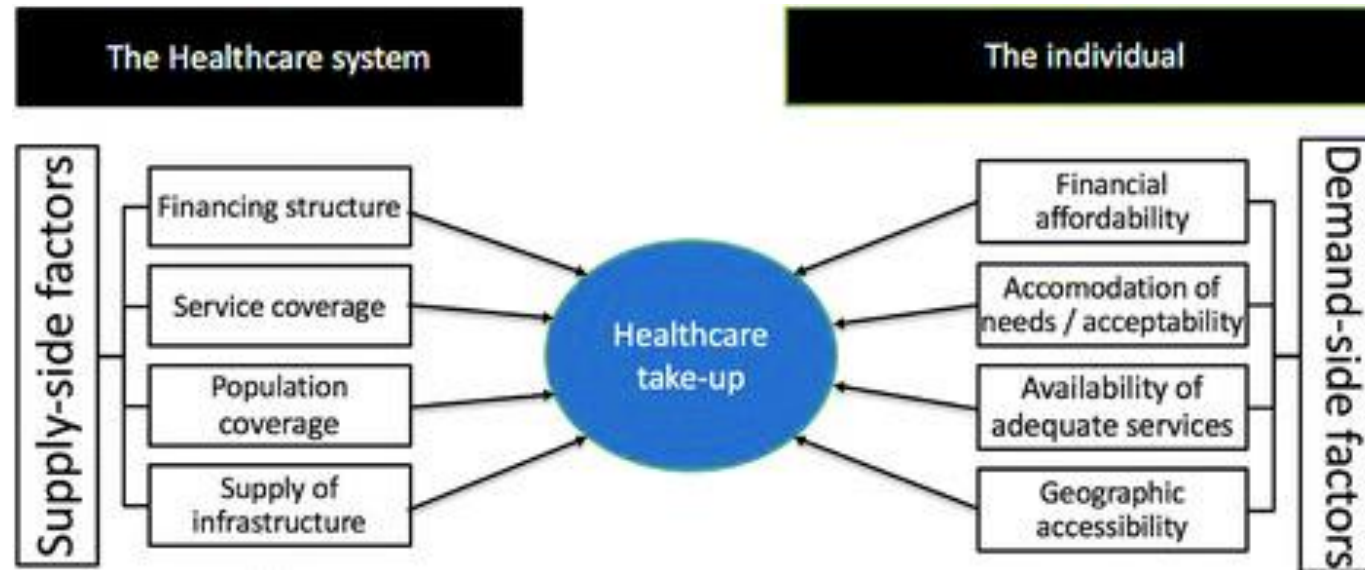 The Healthcare system
The individual
Supply-side factors
Financing structure
Service coverage
Population
coverage
Supply of
infrastructure
Healthcare
take-up
Financial
affordability
Accomodation of
needs / acceptability
Availability of
adequate services
Geographic
accessibility
Demand-side factors